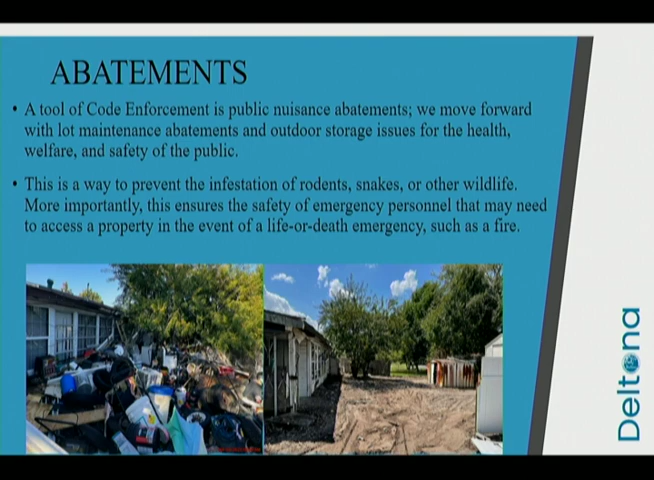 ABATEMENTS
• A tool of Code Enforcement is public nuisance abatements; we move forward
with lot maintenance abatements and outdoor storage issues for the health,
welfare, and safety of the public.
• This is a way to prevent the infestation of rodents, snakes, or other wildlife.
More importantly, this ensures the safety of emergency personnel that may need
to access a property in the event of a life-or-death emergency, such as a fire.
Deltona